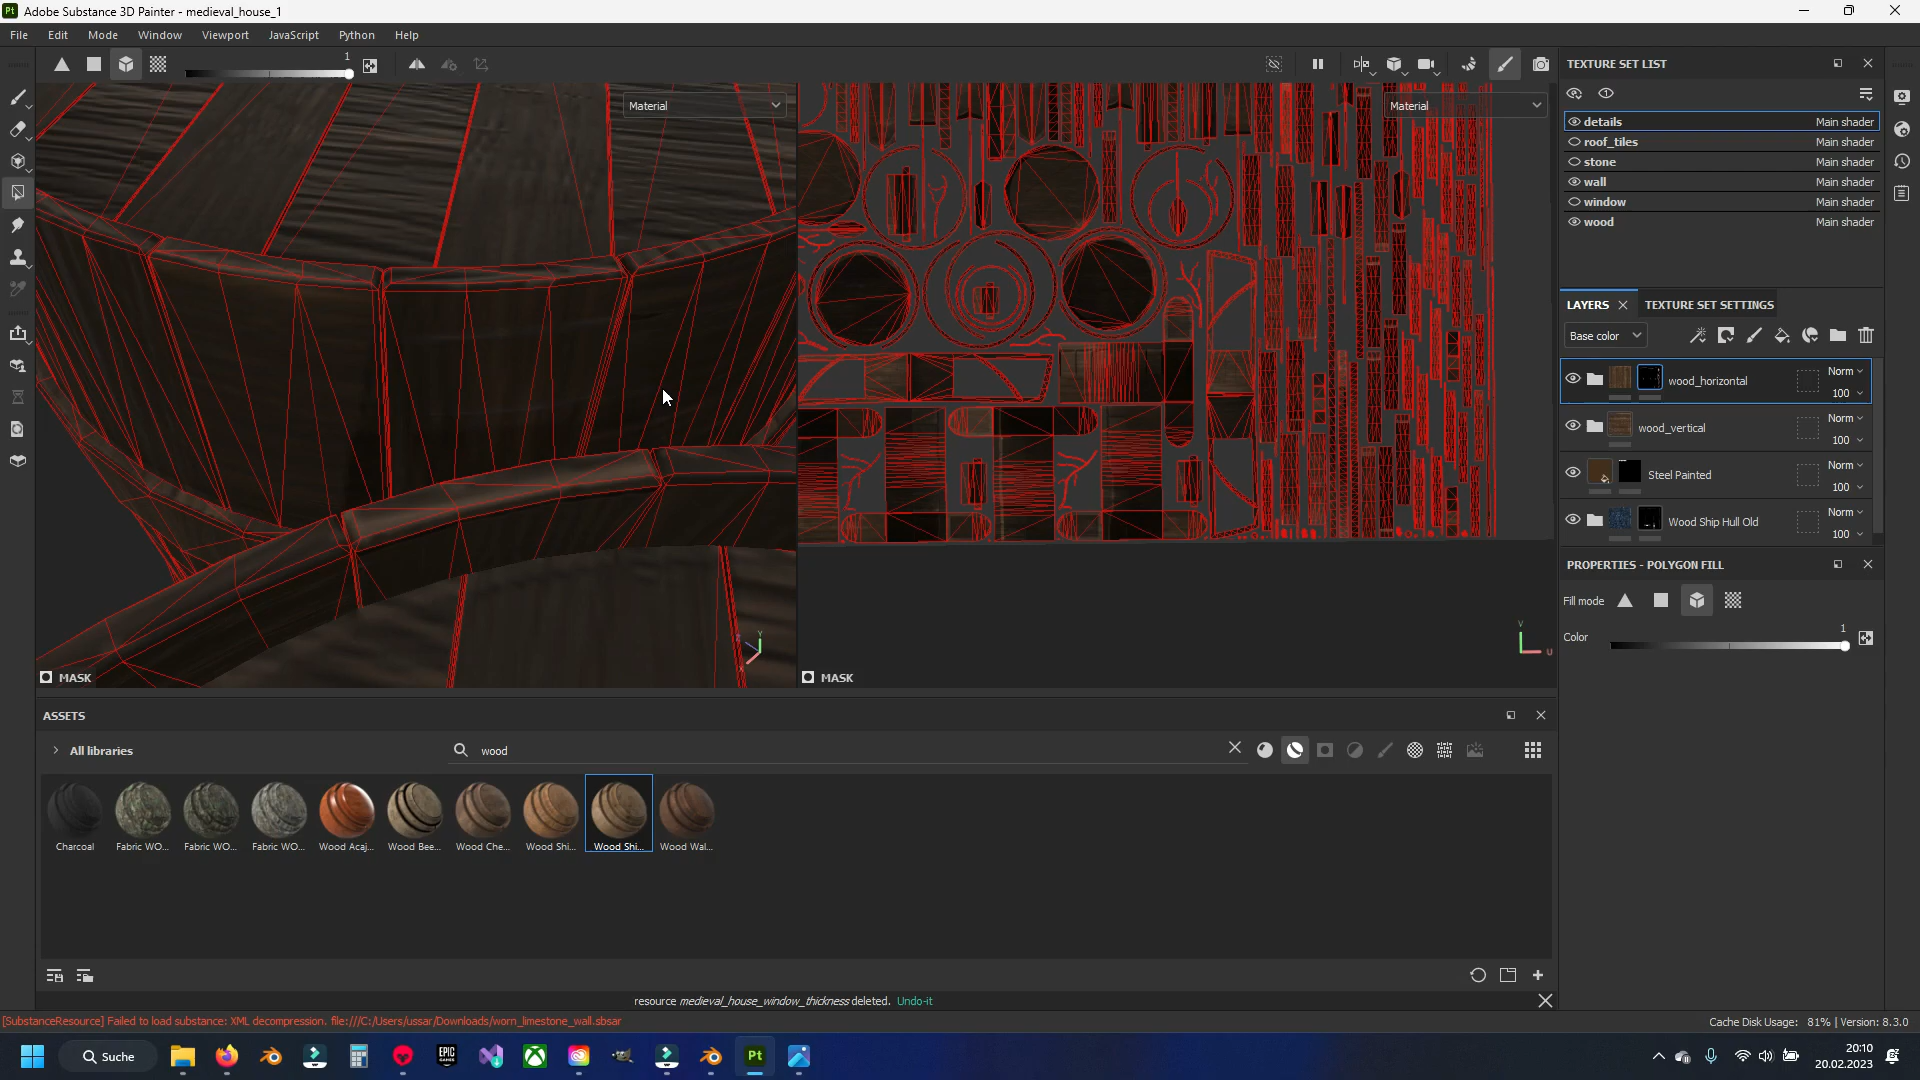 Pt Adobe Substance 3D Painter - medieval_house_1
File Edit Mode Window Viewport JavaScript Python Help
1
TEXTURE SET LIST
Material
Material
details Main shader
roof_tiles Main shader
stone Main shader
wall Main shader
window Main shader
wood Main shader
LAYERS TEXTURE SET SETTINGS
Base color
wood_horizontal Norm 100
wood_vertical Norm 100
Steel Painted Norm 100
Wood Ship Hull Old Norm 100
PROPERTIES - POLYGON FILL
Fill mode
Color 1
Y
V
U
MASK
MASK
ASSETS
All libraries
wood
Charcoal Fabric WO... Fabric WO... Fabric WO... Wood Acaj... Wood Bee... Wood Che... Wood Shi... Wood Shi... Wood Wal...
resource medieval_house_window_thickness deleted. Undo-it
[SubstanceResource] Failed to load substance: XML decompression. file:///C:/Users/ussar/Downloads/worn_limestone_wall.sbsar
Cache Disk Usage: 81% | Version: 8.3.0
Suche
EPIC GAMES
Pt
20:10
20.02.2023